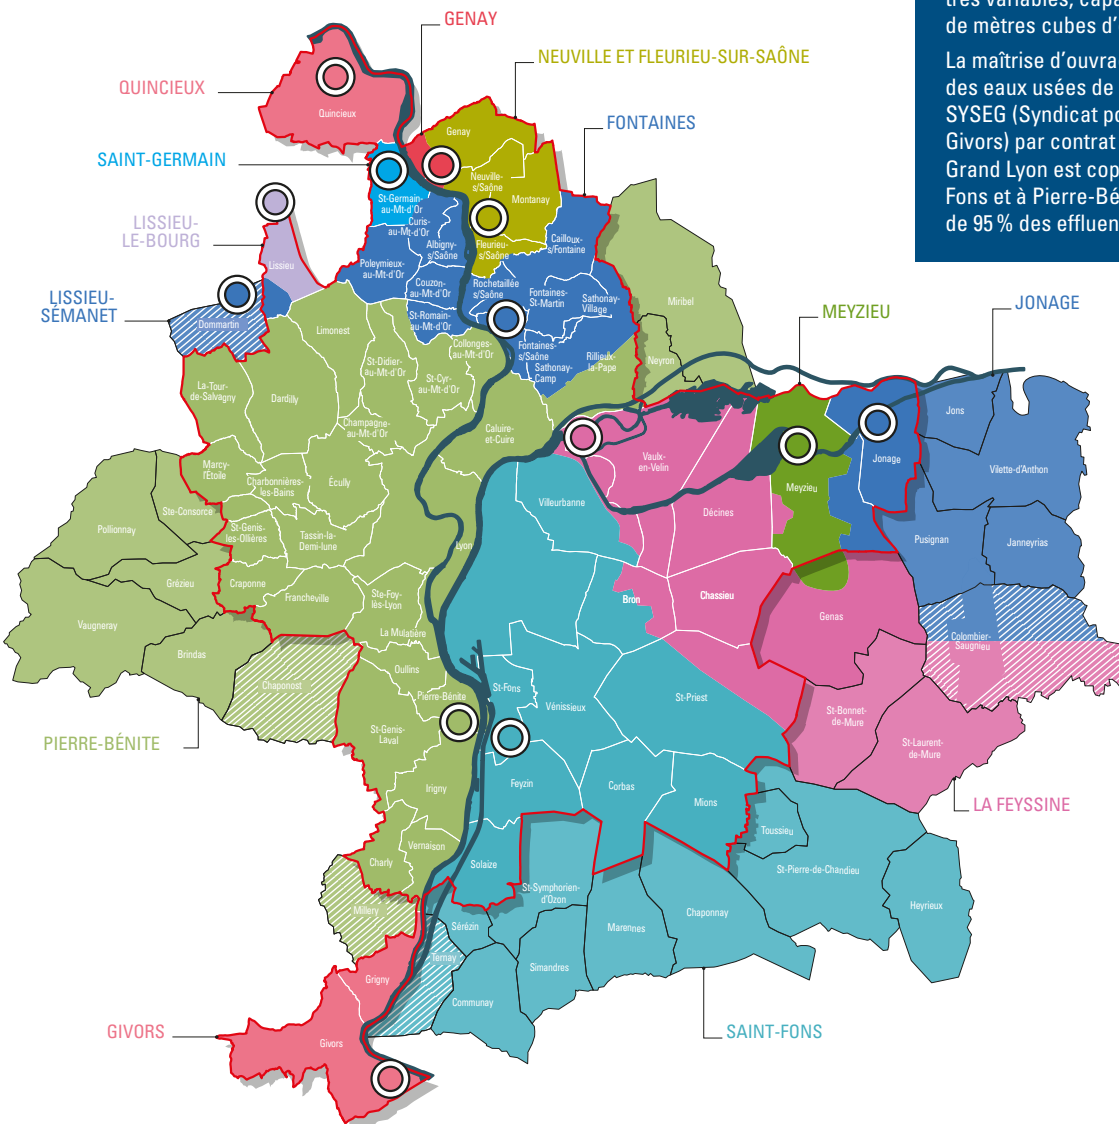 très variables, capa
de mètres cubes d'
La maîtrise d'ouvra
des eaux usées de
SYSEG (Syndicat po
Givors) par contrat
Grand Lyon est cop
Fons et à Pierre-Bé
de 95 % des effluen
GENAY
NEUVILLE ET FLEURIEU-SUR-SAÔNE
QUINCIEUX
FONTAINES
SAINT-GERMAIN
LISSIEU-
LE-BOURG
LISSIEU-
SÉMANET
MEYZIEU
JONAGE
PIERRE-BÉNITE
LA FEYSSINE
GIVORS
SAINT-FONS
Quincieux
Genay
Neuville-
s/Saône
Montanay
St-Germain-
au-Mt-d'Or
Curis-
au-Mt-d'Or
Albigny-
s/Saône
Fleurieu-
s/Saône
Cailloux-
s/Fontaine
Lissieu
Poleymieux-
au-Mt-d'Or
Couzon-
au-Mt-d'Or
Rochetaillée
s/Saône
Fontaines-
St-Martin
Sathonay-
Village
Miribel
Dommartin
Limonest
St-Romain-
au-Mt-d'Or
Collonges-
au-Mt-d'Or
Fontaines-
s/Saône
Sathonay-
Camp
Rillieux-
la-Pape
Neyron
La-Tour-
de-Salvagny
Dardilly
St-Didier-
au-Mt-d'Or
St-Cyr-
au-Mt-d'Or
Champagne-
au-Mt-d'Or
Caluire-
et-Cuire
Jons
Vilette-d'Anthon
Marcy-
l'Étoile
Charbonnières-
les-Bains
Écully
Vaulx-
en-Velin
Jonage
Meyzieu
Villeurbanne
Décines
Pollionnay
Ste-Consorce
St-Genis-
les-Ollières
Tassin-la-
Demi-lune
Lyon
Pusignan
Janneyrias
Grézieu
Craponne
Francheville
Ste-Foy-
lès-Lyon
Bron
Chassieu
Genas
Vaugneray
Brindas
La Mulatière
Colombier-
Saugnieu
Chaponost
Oullins
Pierre-Bénite
St-Fons
Vénissieux
St-Priest
St-Bonnet-
de-Mure
St-Laurent-
de-Mure
St-Genis-
Laval
Irigny
Feyzin
Corbas
Mions
Toussieu
Vernaison
Charly
Solaize
St-Pierre-de-Chandieu
St-Symphorien-
d'Ozon
Heyrieux
Millery
Sérézin
Marennes
Chaponnay
Ternay
Simandres
Grigny
Communay
Givors